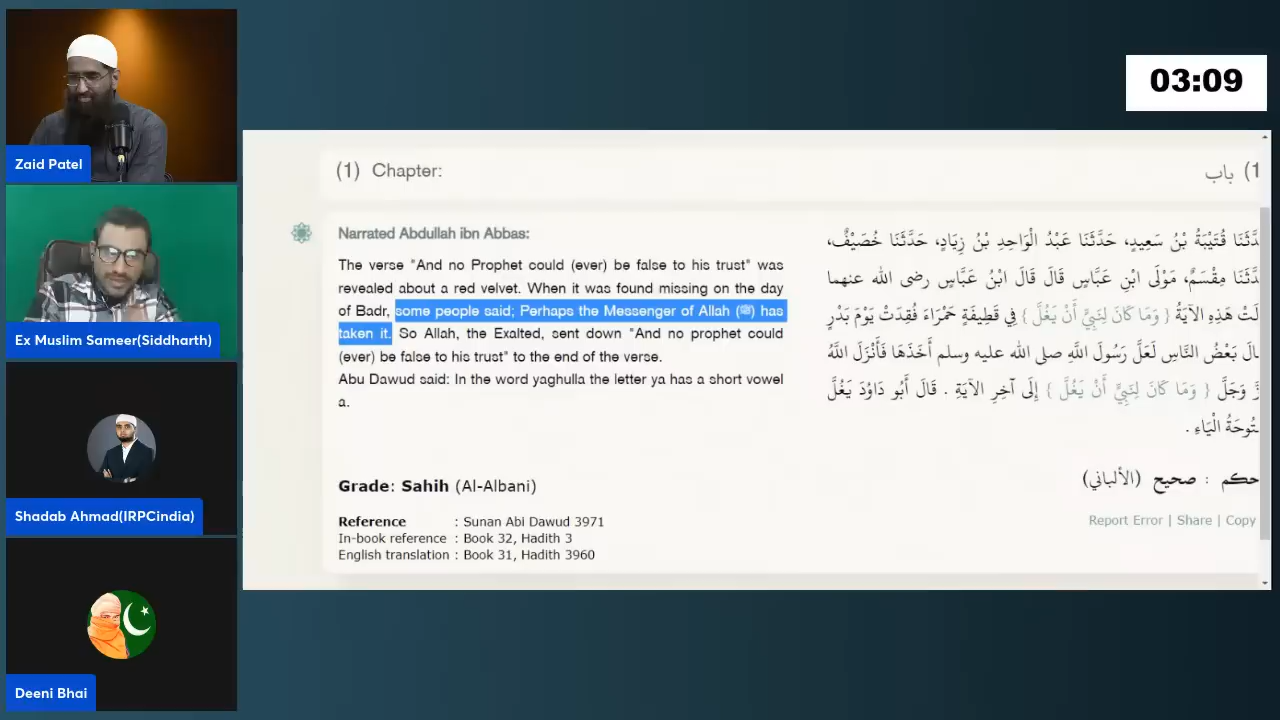 Zaid Patel
Ex Muslim Sameer(Siddharth)
Shadab Ahmad(IRPCindia)
Deeni Bhai
03:09
(1) Chapter:
(1 باب
Narrated Abdullah ibn Abbas:
The verse "And no Prophet could (ever) be false to his trust" was
revealed about a red velvet. When it was found missing on the day
of Badr, some people said; Perhaps the Messenger of Allah (ﷺ) has
taken it. So Allah, the Exalted, sent down "And no prophet could
(ever) be false to his trust" to the end of the verse.
Abu Dawud said: In the word yaghulla the letter ya has a short vowel
a.
قُتَيْبَةُ بْنُ سَعِيدٍ، حَدَّثَنَا عَبْدُ الْوَاحِدِ بْنُ زِيَادٍ، حَدَّثَنَا خُصَيْفٌ،
مِقْسَمٌ، مَوْلَى ابْنِ عَبَّاسٍ قَالَ قَالَ ابْنُ عَبَّاسٍ رضى الله عنهما
هَذِهِ الآيَةُ { وَمَا كَانَ لِنَبِيٍّ أَنْ يَغُلَّ } فِي قَطِيفَةٍ حَمْرَاءَ فُقِدَتْ يَوْمَ بَدْرٍ
بَعْضُ النَّاسِ لَعَلَّ رَسُولَ اللَّهِ صلى الله عليه وسلم أَخَذَهَا فَأَنْزَلَ اللَّهُ
وَجَلَّ { وَمَا كَانَ لِنَبِيٍّ أَنْ يَغُلَّ } إِلَى آخِرِ الآيَةِ . قَالَ أَبُو دَاوُدَ يَغُلَّ
الْيَاءِ .
Grade: Sahih (Al-Albani)
حكم : صحيح (الألباني)
Reference : Sunan Abi Dawud 3971
In-book reference : Book 32, Hadith 3
English translation : Book 31, Hadith 3960
Report Error | Share | Copy